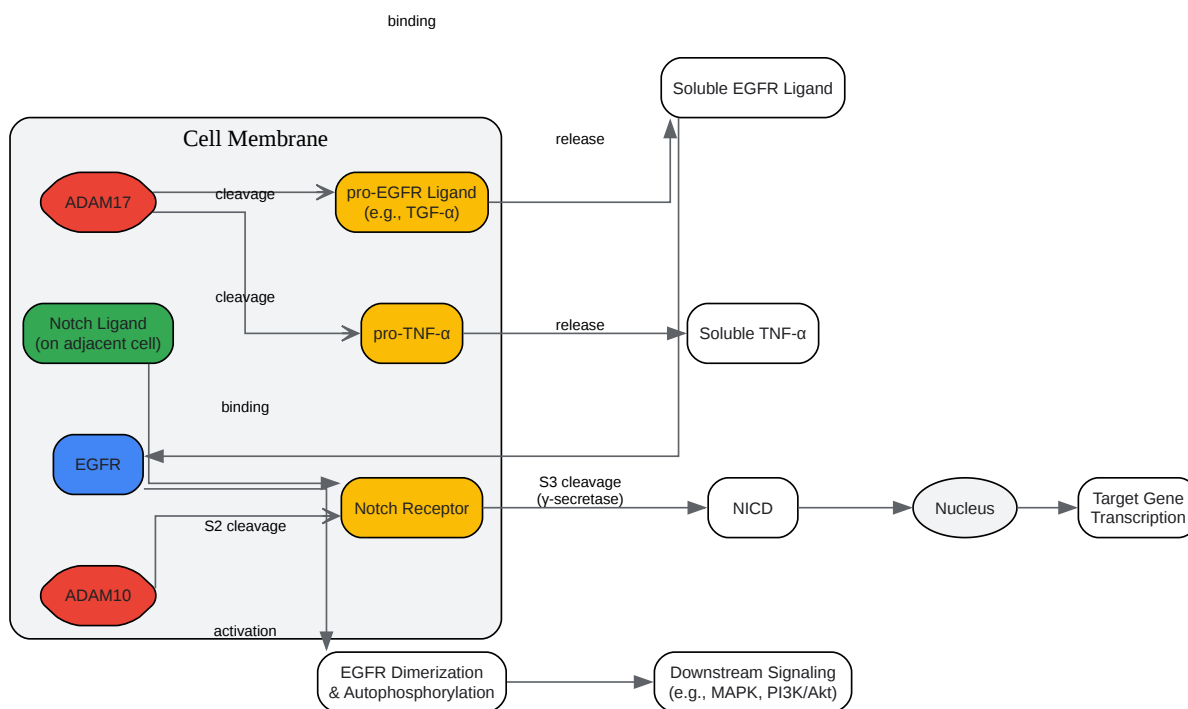 binding
Soluble EGFR Ligand
Cell Membrane
release
ADAM17
cleavage
pro-EGFR Ligand
(e.g., TGF-α)
cleavage
Notch Ligand
(on adjacent cell)
pro-TNF-α
release
Soluble TNF-α
binding
EGFR
S2 cleavage
Notch Receptor
S3 cleavage
(γ-secretase)
NICD
Nucleus
Target Gene
Transcription
ADAM10
activation
EGFR Dimerization
& Autophosphorylation
Downstream Signaling
(e.g., MAPK, PI3K/Akt)